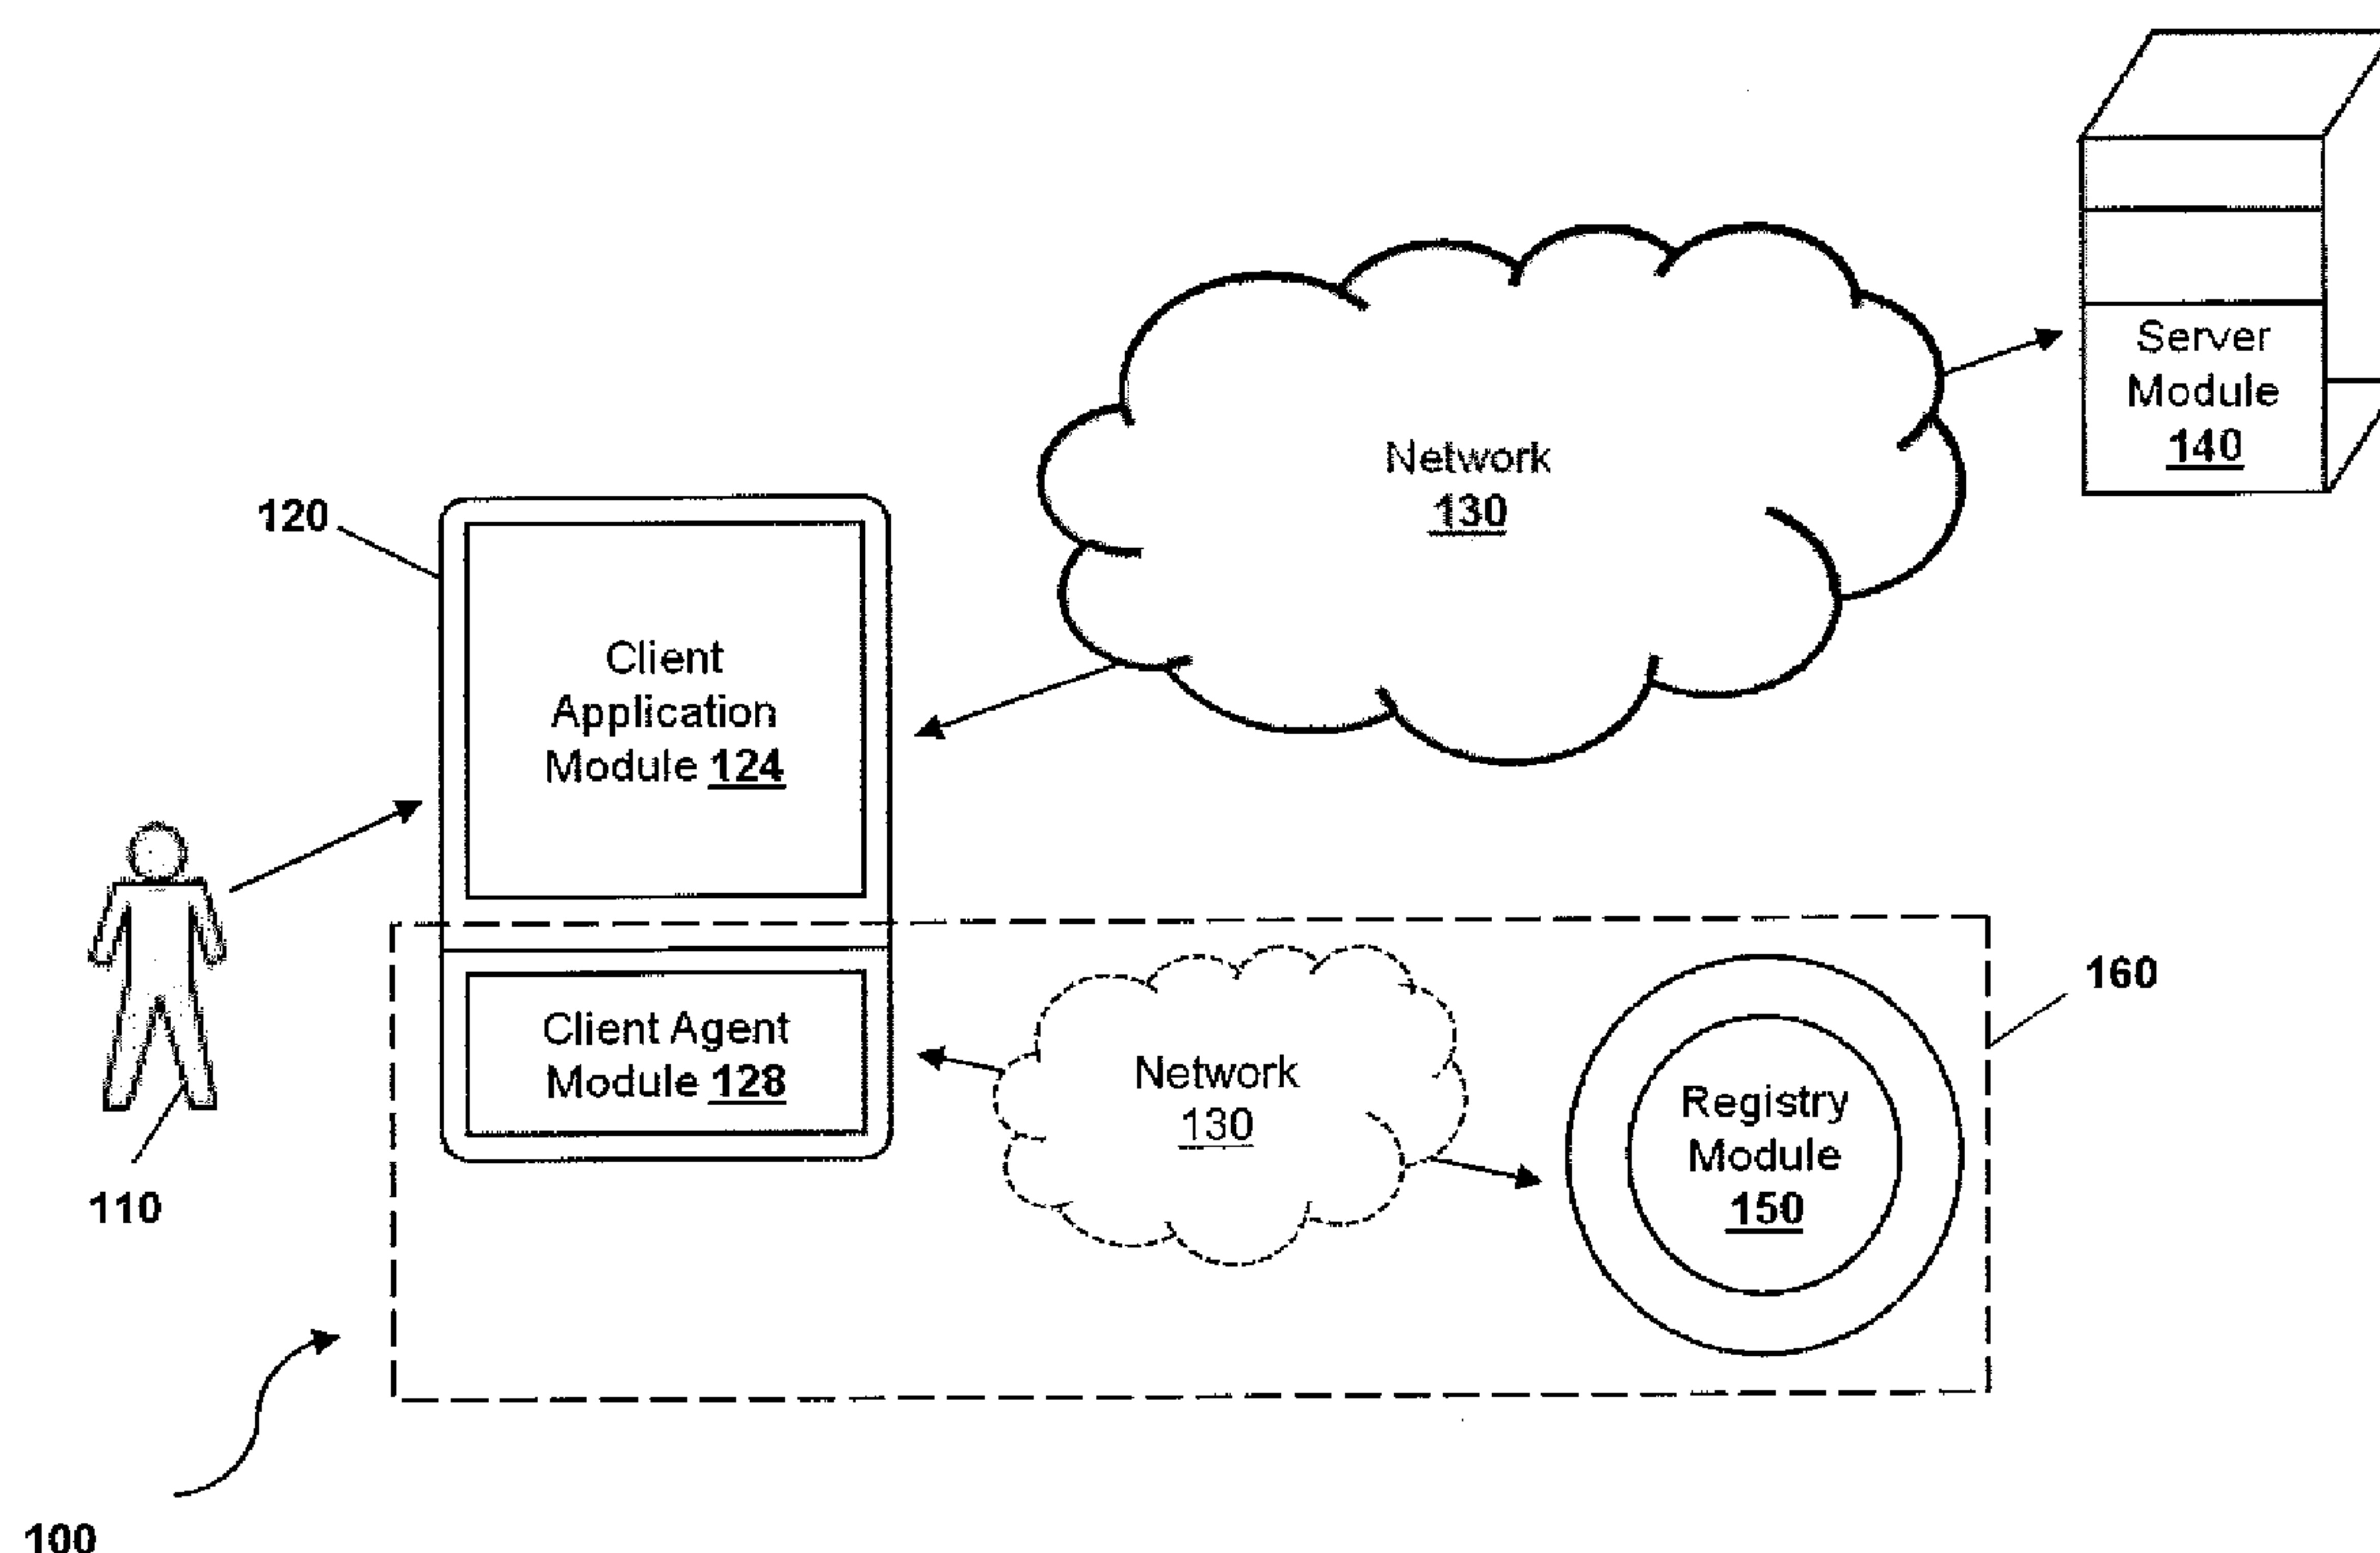 Server
Module
140
Network
130
120
Client
Application
Module 124
160
Client Agent
Module 128
Network
130
Registry
Module
150
110
100